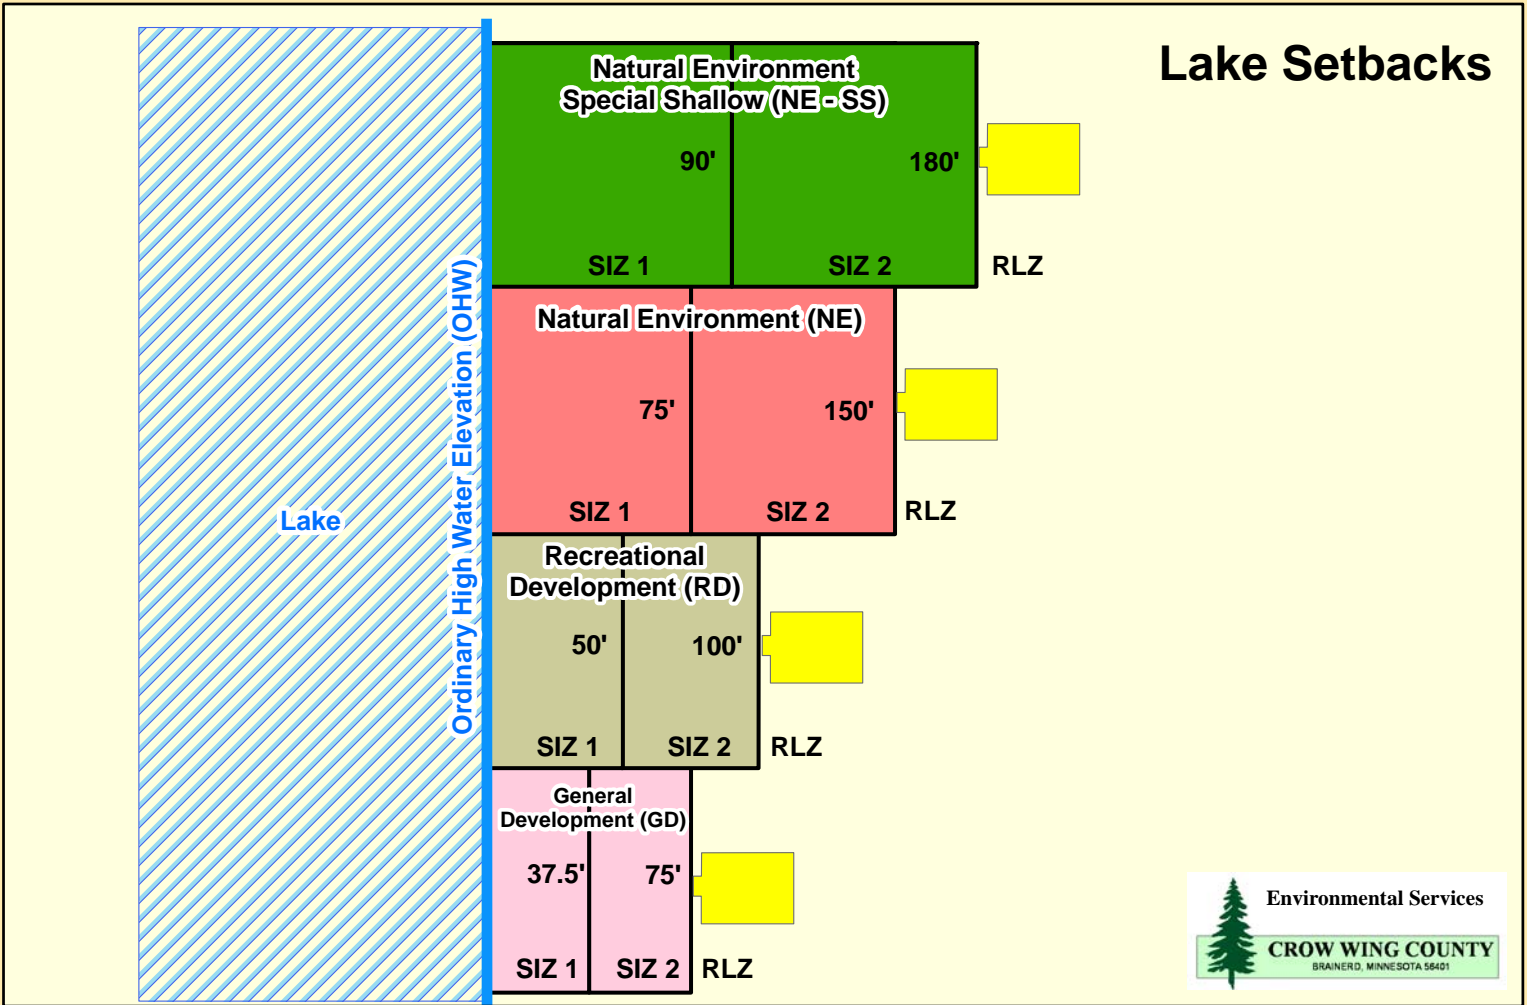 Lake Setbacks
Natural Environment
Special Shallow (NE - SS)
90'
180'
SIZ 1
SIZ 2
RLZ
Natural Environment (NE)
75'
150'
SIZ 1
SIZ 2
RLZ
Ordinary High Water Elevation (OHW)
Lake
Recreational
Development (RD)
50'
100'
SIZ 1
SIZ 2
RLZ
General
Development (GD)
37.5'
75'
SIZ 1
SIZ 2
RLZ
Environmental Services
CROW WING COUNTY
BRAINERD, MINNESOTA 56401